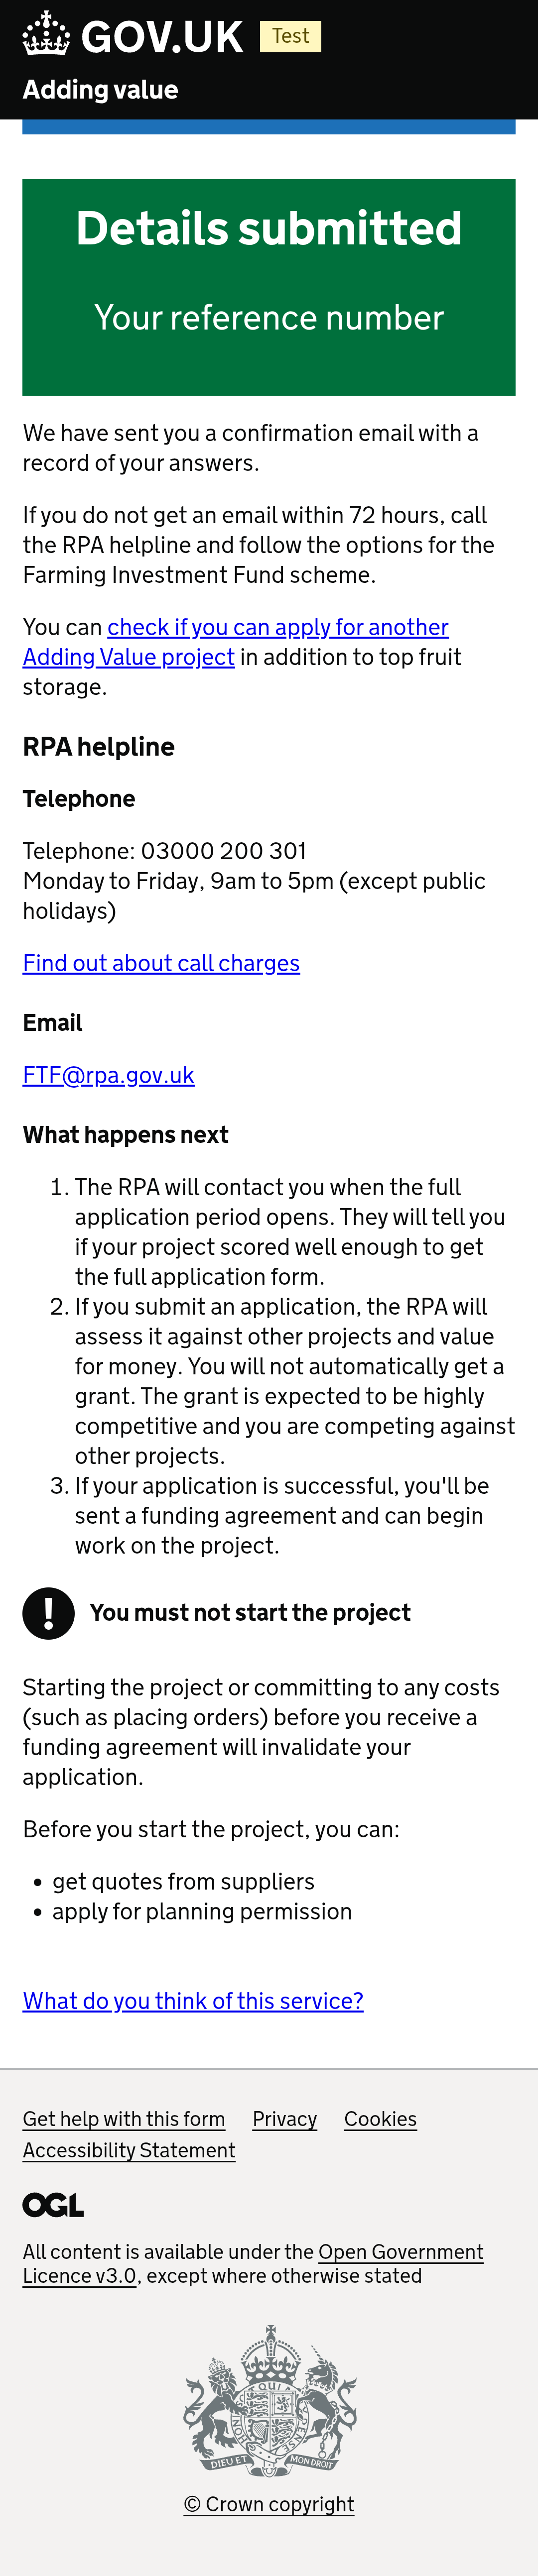 GOV.UK Test
Adding value
Details submitted
Your reference number
We have sent you a confirmation email with a
record of your answers.
If you do not get an email within 72 hours, call
the RPA helpline and follow the options for the
Farming Investment Fund scheme.
You can check if you can apply for another
Adding Value project in addition to top fruit
storage.
RPA helpline
Telephone
Telephone: 03000 200 301
Monday to Friday, 9am to 5pm (except public
holidays)
Find out about call charges
Email
FTF@rpa.gov.uk
What happens next
1. The RPA will contact you when the full
application period opens. They will tell you
if your project scored well enough to get
the full application form.
2. If you submit an application, the RPA will
assess it against other projects and value
for money. You will not automatically get a
grant. The grant is expected to be highly
competitive and you are competing against
other projects.
3. If your application is successful, you'll be
sent a funding agreement and can begin
work on the project.
! You must not start the project
Starting the project or committing to any costs
(such as placing orders) before you receive a
funding agreement will invalidate your
application.
Before you start the project, you can:
• get quotes from suppliers
• apply for planning permission
What do you think of this service?
Get help with this form Privacy Cookies
Accessibility Statement
OGL
All content is available under the Open Government
Licence v3.0, except where otherwise stated
DIEU ET MON DROIT
© Crown copyright